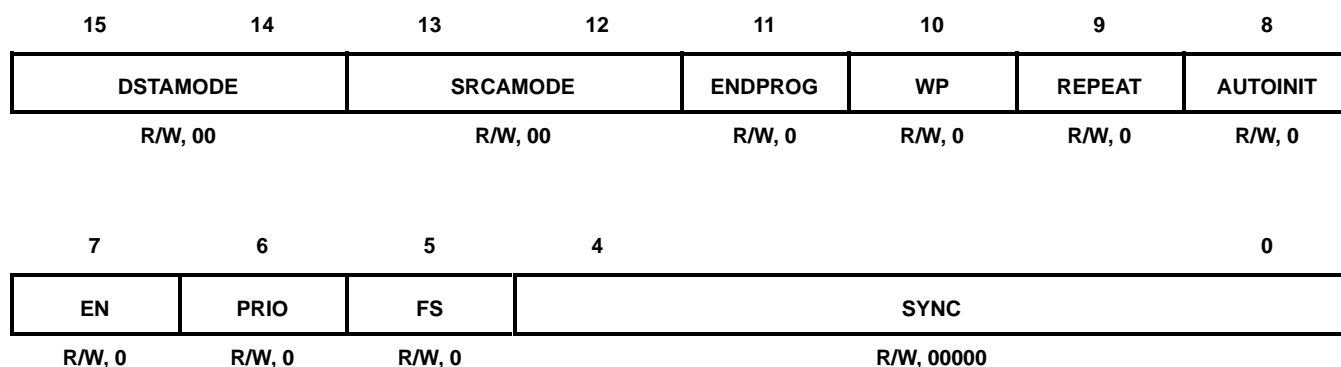 15 14 13 12 11 10 9 8
DSTAMODE SRCAMODE ENDPROG WP REPEAT AUTOINIT
R/W, 00 R/W, 00 R/W, 0 R/W, 0 R/W, 0 R/W, 0
7 6 5 4 0
EN PRIO FS SYNC
R/W, 0 R/W, 0 R/W, 0 R/W, 00000